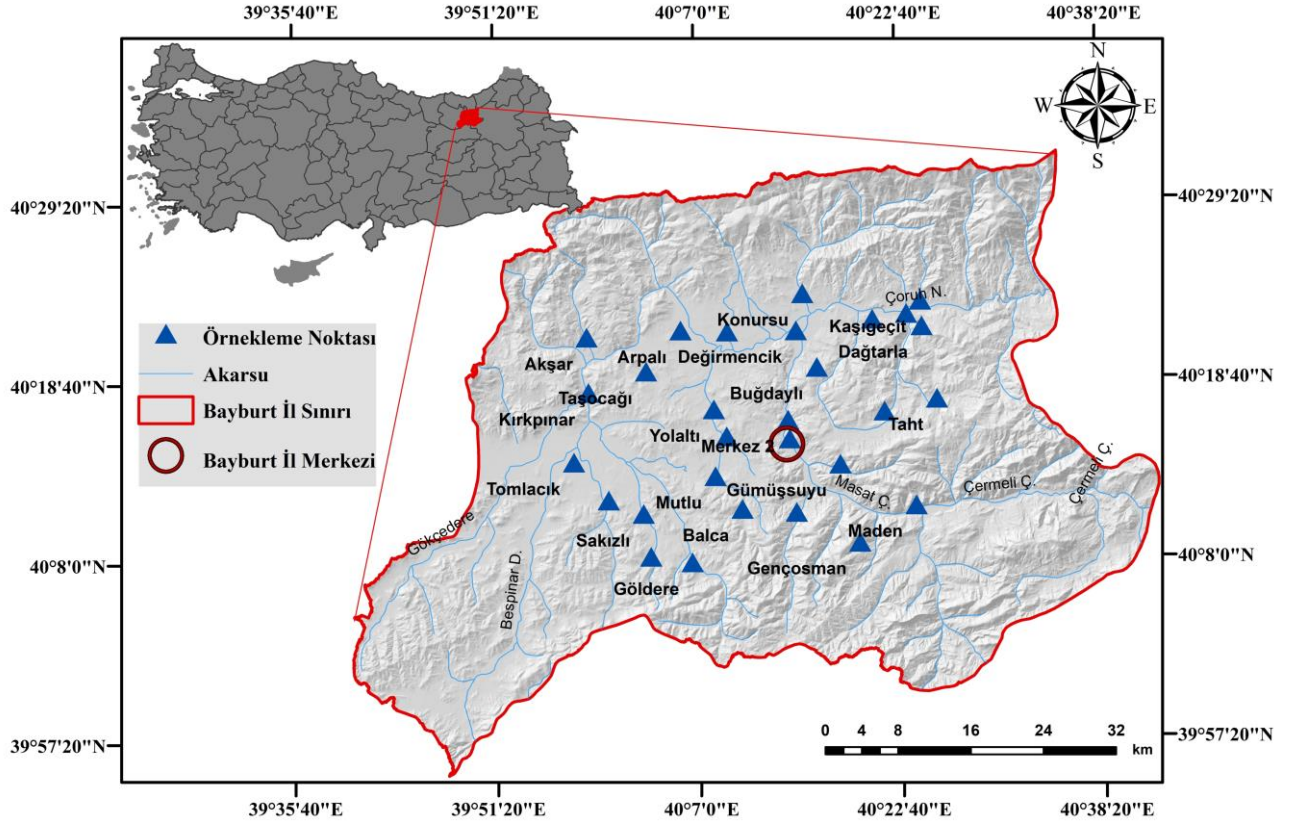 39°35'40"E
39°51'20"E
40°7'0"E
40°22'40"E
40°38'20"E
N
W
E
S
40°29'20"N
40°29'20"N
Çoruh N.
Konursu
Kaşıgeçit
Örnekleme Noktası
Akşar
Arpalı
Değirmencik
Dağtarla
Akarsu
40°18'40"N
40°18'40"N
Taşocağı
Buğdaylı
Bayburt İl Sınırı
Kırkpınar
Taht
Yolaltı
Merkez 2
Bayburt İl Merkezi
Tomlacık
Mutlu
Gümüşsuyu
Masat Ç.
Çermeli Ç.
Çermeli Ç.
Gökçedere
Sakızlı
Balca
Maden
40°8'0"N
40°8'0"N
Göldere
Gençosman
Bespinar D.
0 4 8 16 24 32
km
39°57'20"N
39°57'20"N
39°35'40"E
39°51'20"E
40°7'0"E
40°22'40"E
40°38'20"E